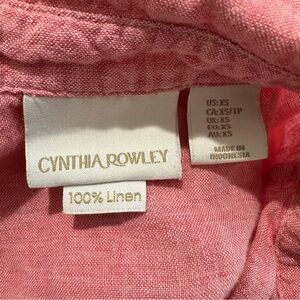 CYNTHIA ROWLEY
100% Linen
US: XS
CA: XS/TP
UK: XS
EU: XS
AU: XS
MADE IN
INDONESIA